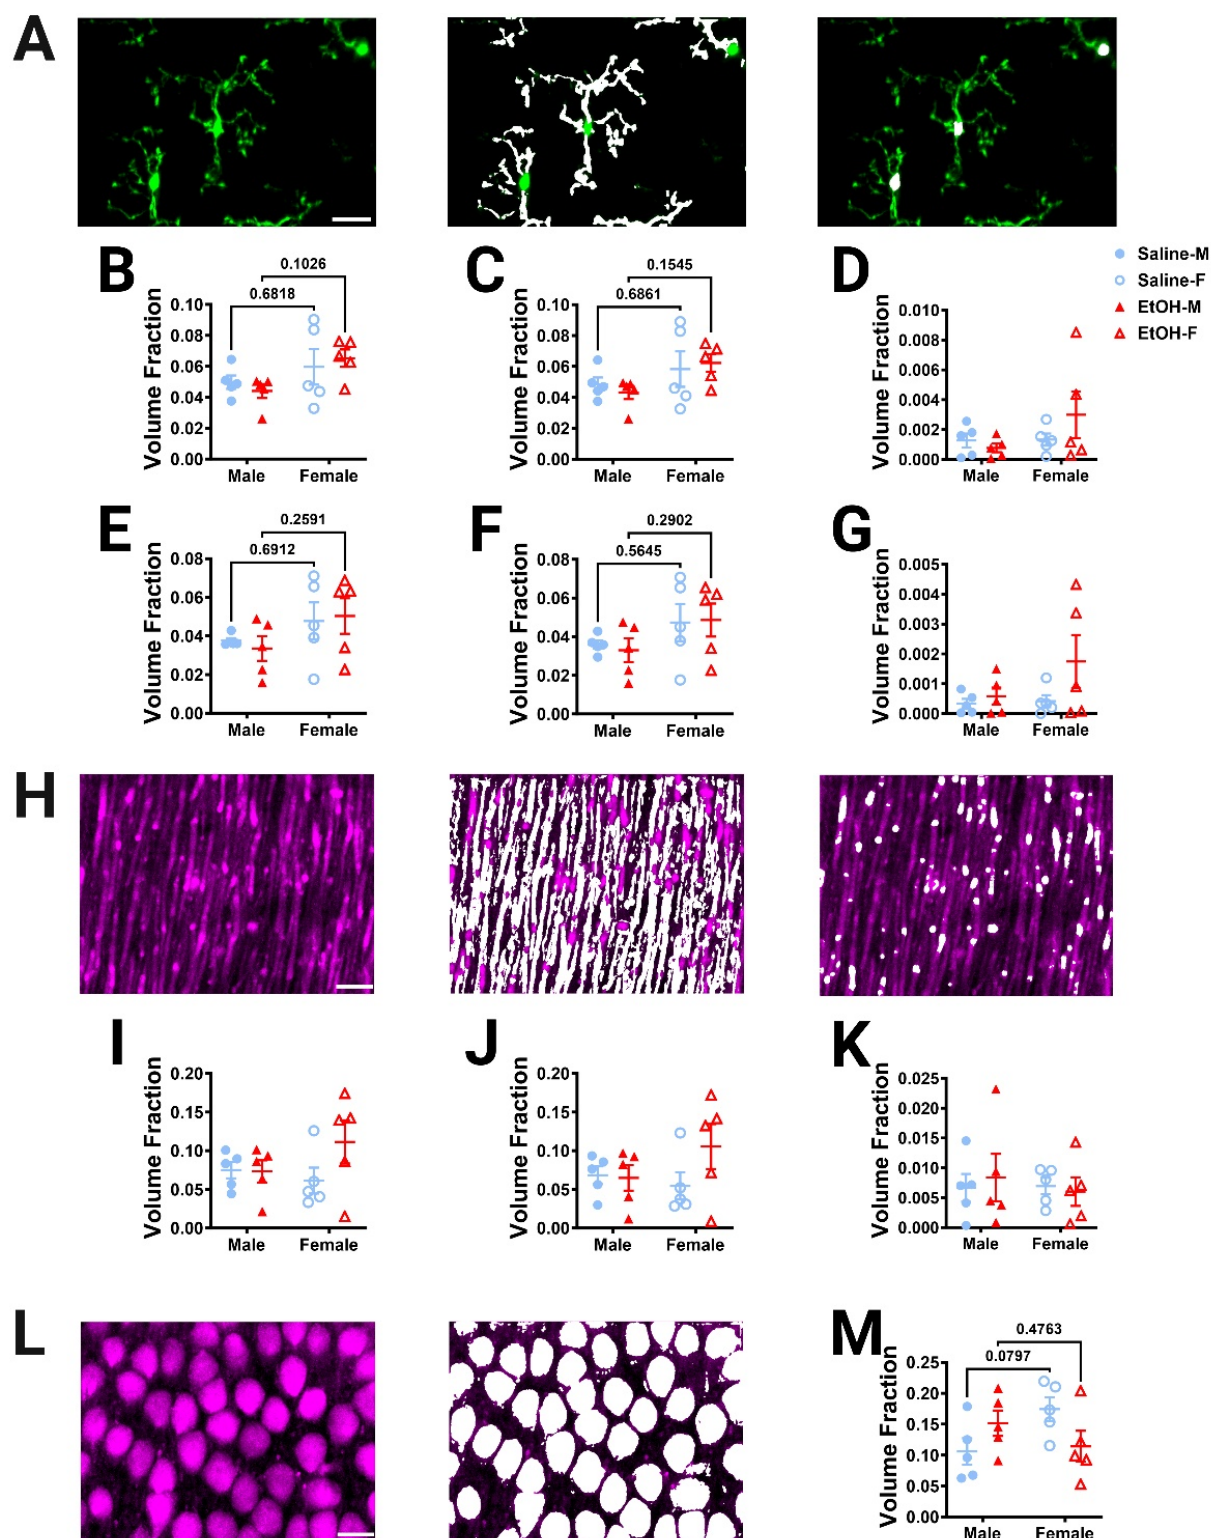 A
B
C
D
Saline-M
Saline-F
EtOH-M
EtOH-F
0.1026
0.6818
Volume Fraction
0.10
0.08
0.06
0.04
0.02
0.00
Male Female
0.1545
0.6861
Volume Fraction
0.10
0.08
0.06
0.04
0.02
0.00
Male Female
Volume Fraction
0.010
0.008
0.006
0.004
0.002
0.000
Male Female
E
F
G
0.2591
0.6912
Volume Fraction
0.08
0.06
0.04
0.02
0.00
Male Female
0.2902
0.5645
Volume Fraction
0.08
0.06
0.04
0.02
0.00
Male Female
Volume Fraction
0.005
0.004
0.003
0.002
0.001
0.000
Male Female
H
I
J
K
Volume Fraction
0.20
0.15
0.10
0.05
0.00
Male Female
Volume Fraction
0.20
0.15
0.10
0.05
0.00
Male Female
Volume Fraction
0.025
0.020
0.015
0.010
0.005
0.000
Male Female
L
M
0.4763
0.0797
Volume Fraction
0.25
0.20
0.15
0.10
0.05
0.00
Male Female